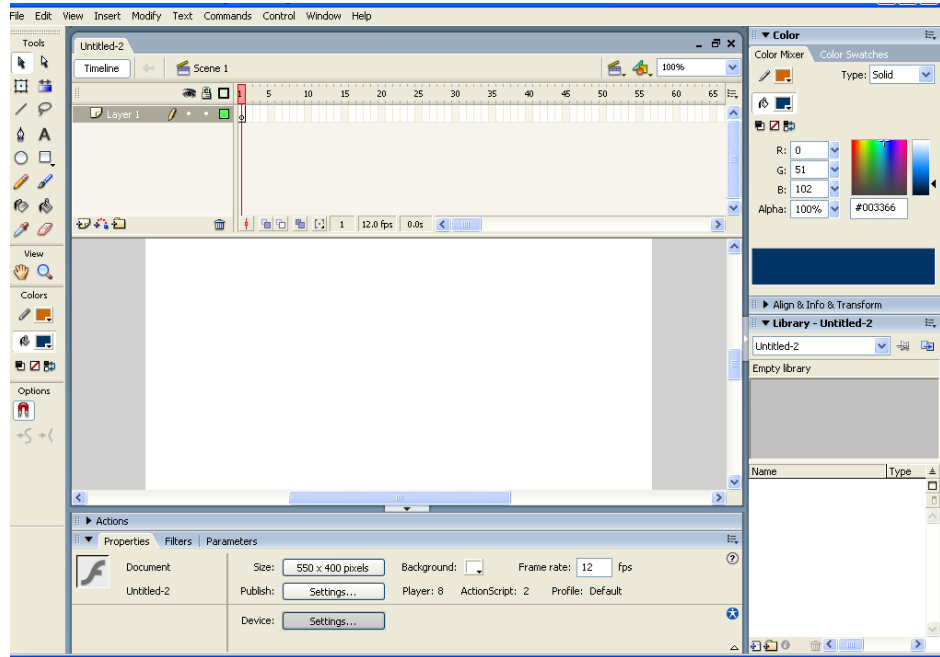 File Edit View Insert Modify Text Commands Control Window Help
Tools
Untitled-2
Timeline Scene 1 100%
1 5 10 15 20 25 30 35 40 45 50 55 60 65
Layer 1
1 12.0 fps 0.0s
View
Colors
Options
A
Color
Color Mixer Color Swatches
Type: Solid
R: 0
G: 51
B: 102
Alpha: 100% #003366
Align & Info & Transform
Library - Untitled-2
Untitled-2
Empty library
Name Type
Actions
Properties Filters Parameters
Document Size: 550 x 400 pixels Background: Frame rate: 12 fps
Untitled-2 Publish: Settings... Player: 8 ActionScript: 2 Profile: Default
Device: Settings...